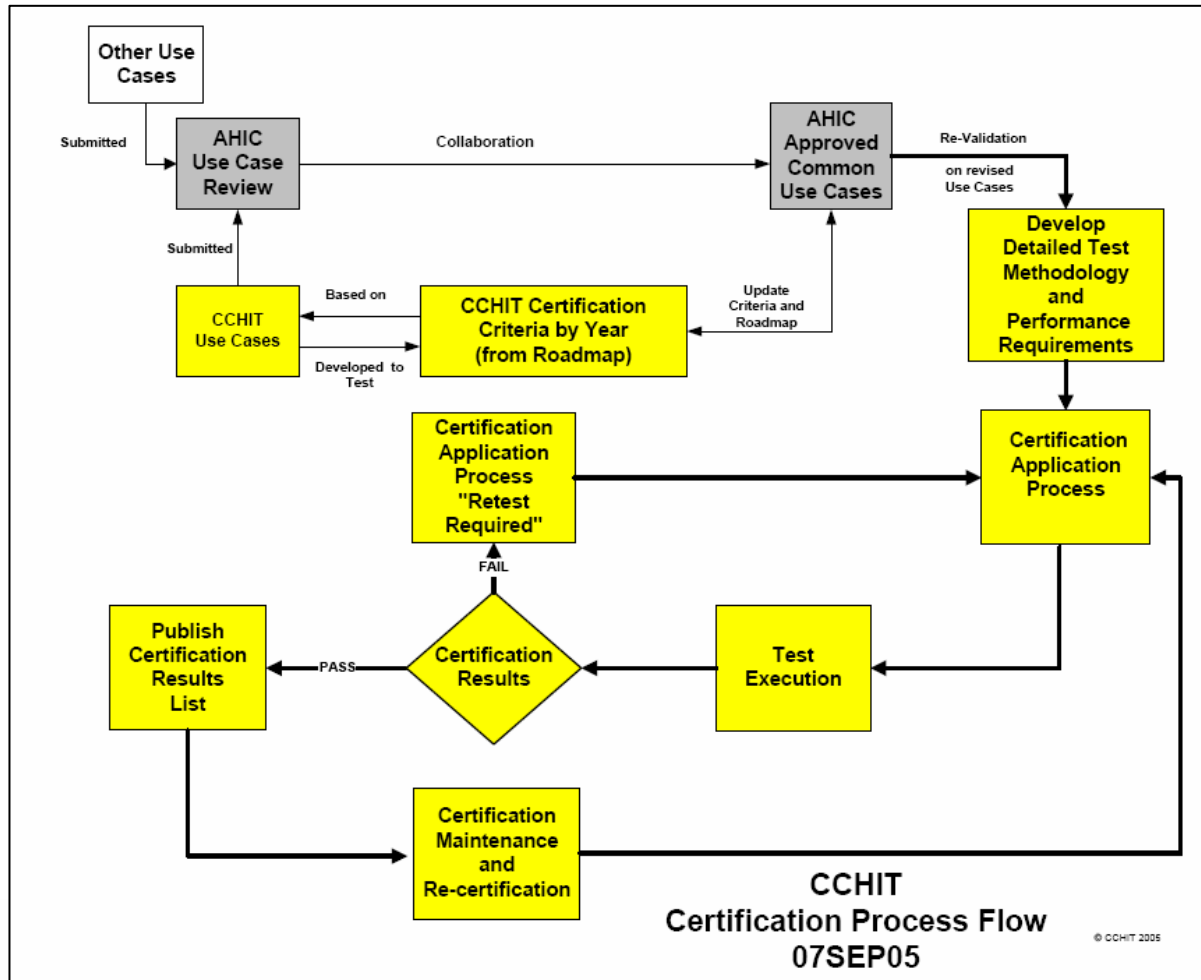 Other Use
Cases
Submitted
AHIC
Use Case
Review
Collaboration
AHIC
Approved
Common
Use Cases
Re-Validation
on revised
Use Cases
Submitted
Develop
Detailed Test
Methodology
and
Performance
Requirements
CCHIT
Use Cases
Based on
Developed to
Test
CCHIT Certification
Criteria by Year
(from Roadmap)
Update
Criteria and
Roadmap
Certification
Application
Process
"Retest
Required"
Certification
Application
Process
FAIL
Publish
Certification
Results
List
PASS
Certification
Results
Test
Execution
Certification
Maintenance
and
Re-certification
CCHIT
Certification Process Flow
07SEP05
© CCHIT 2005